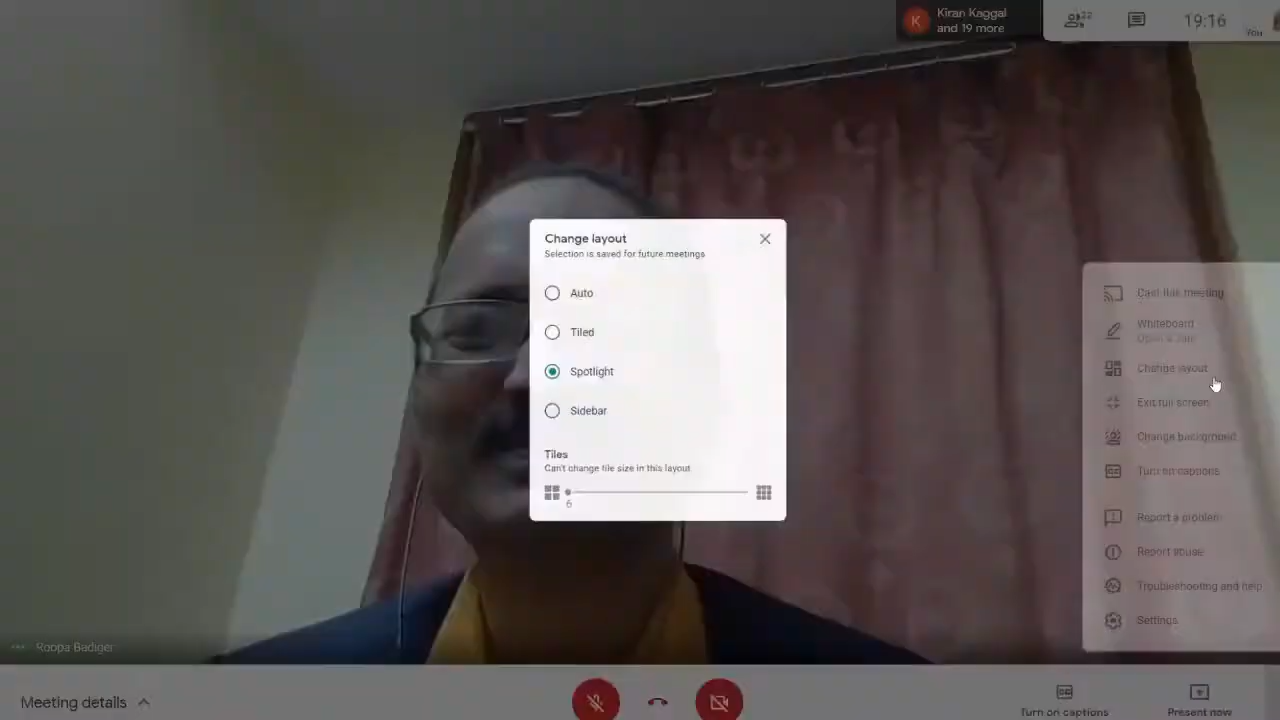 Kiran Kaggal
and 19 more
22
19:16
You
Change layout
Selection is saved for future meetings
Auto
Tiled
Spotlight
Sidebar
Tiles
Can't change tile size in this layout
6
Cast this meeting
Whiteboard
Open a Jam
Change layout
Exit full screen
Change background
Turn on captions
Report a problem
Report abuse
Troubleshooting and help
Settings
Roopa Badiger
Meeting details
Turn on captions
Present now